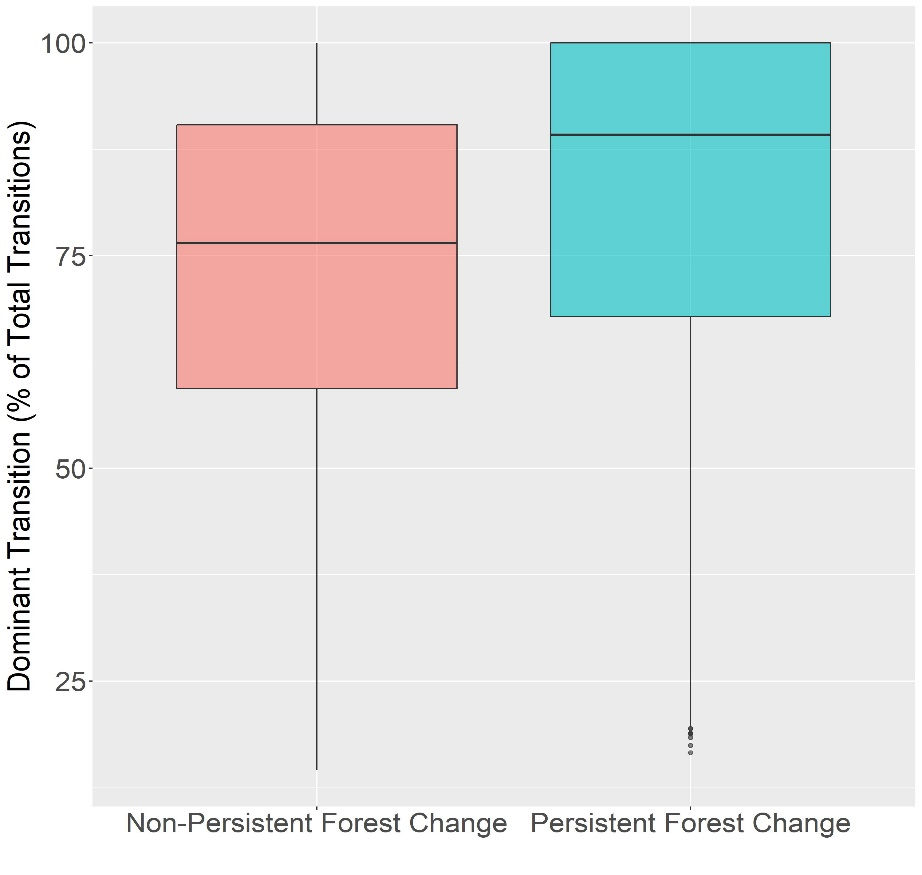 Dominant Transition (% of Total Transitions)
100
75
50
25
Non-Persistent Forest Change
Persistent Forest Change